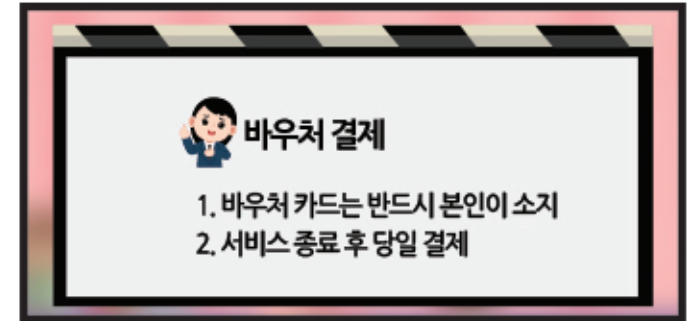 바우처 결제
1. 바우처 카드는 반드시 본인이 소지
2. 서비스 종료 후 당일 결제